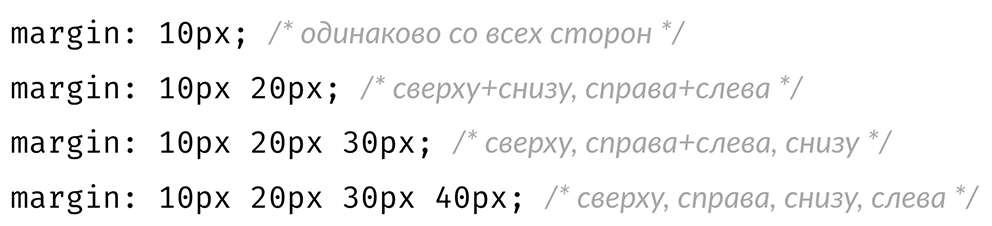 margin: 10px; /* одинаково со всех сторон */
margin: 10px 20px; /* сверху+снизу, справа+слева */
margin: 10px 20px 30px; /* сверху, справа+слева, снизу */
margin: 10px 20px 30px 40px; /* сверху, справа, снизу, слева */